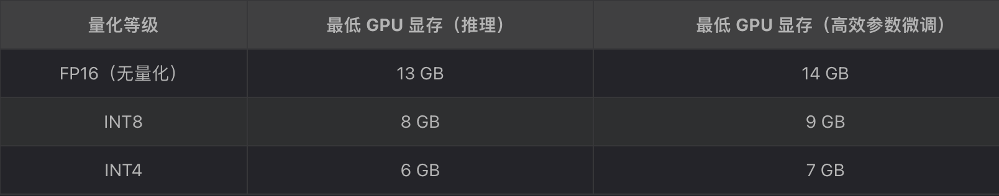 量化等级 最低 GPU 显存（推理） 最低 GPU 显存（高效参数微调）
FP16（无量化） 13 GB 14 GB
INT8 8 GB 9 GB
INT4 6 GB 7 GB